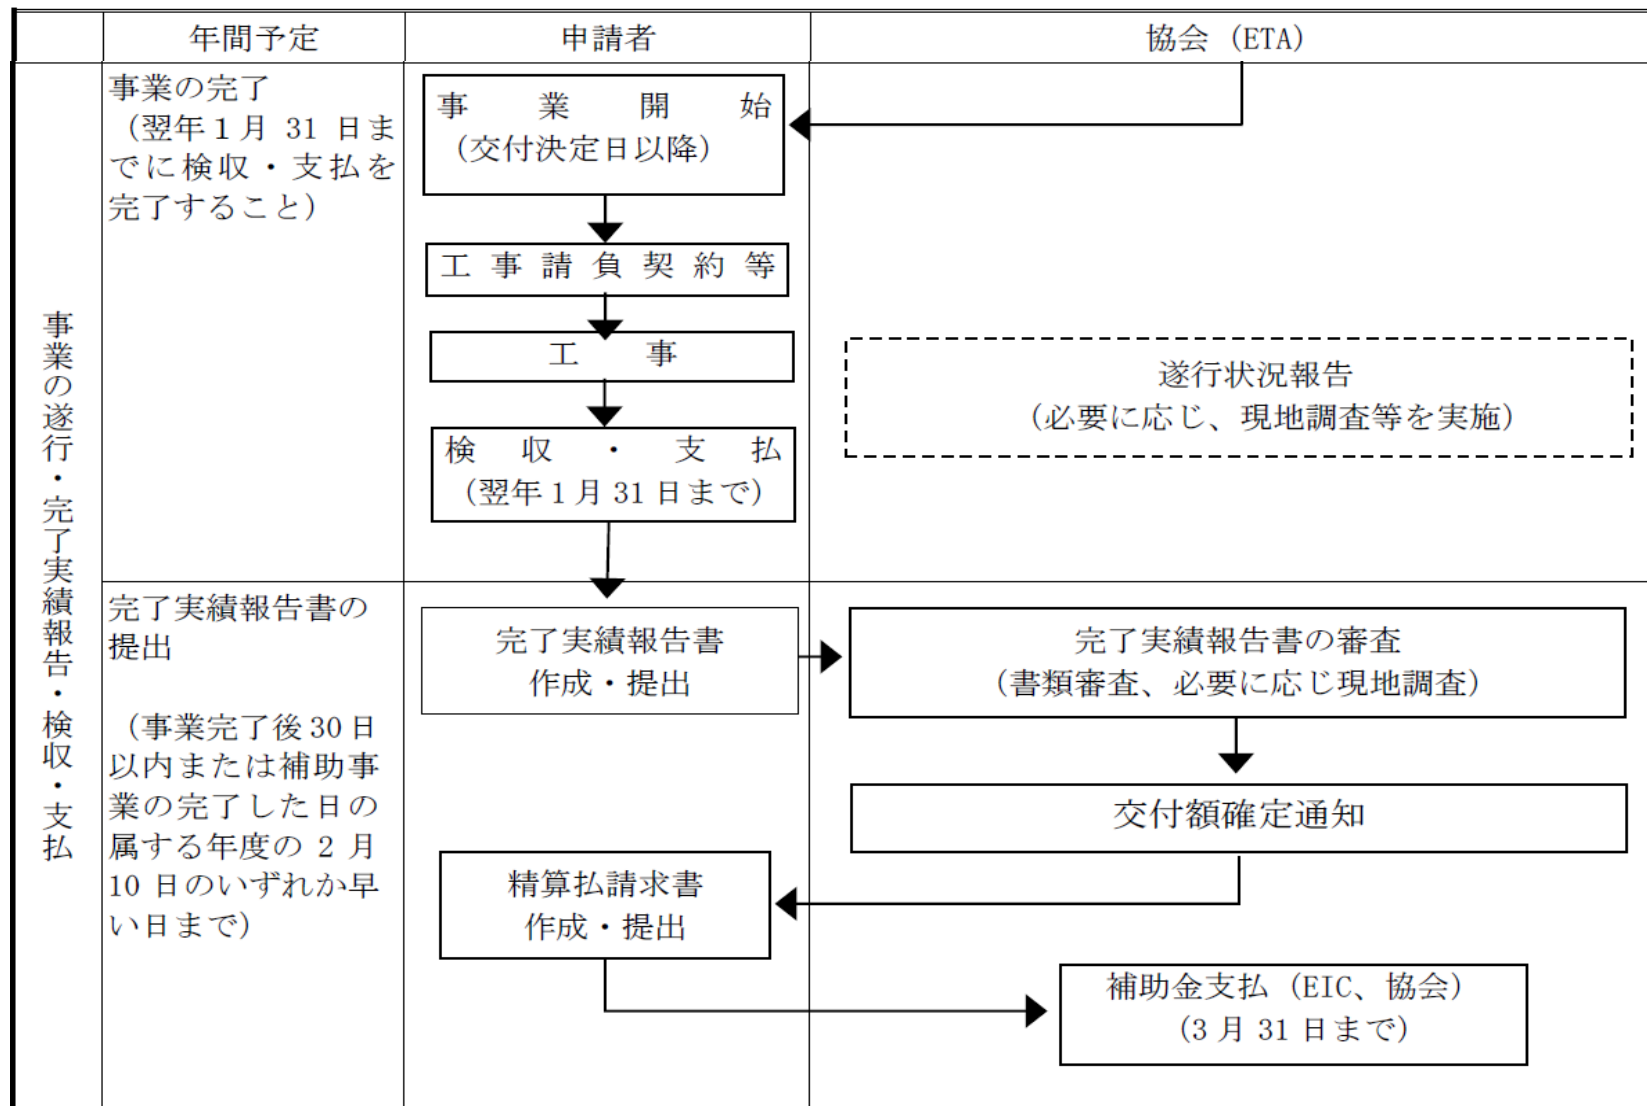 年間予定
申請者
協会 (ETA)
事業の遂行・完了実績報告・検収・支払
事業の完了
（翌年１月 31 日ま
でに検収・支払を
完了すること）
事業開始
（交付決定日以降）
工事請負契約等
工事
検収・支払
（翌年１月 31 日まで）
遂行状況報告
（必要に応じ、現地調査等を実施）
完了実績報告書の
提出
（事業完了後 30 日
以内または補助事
業の完了した日の
属する年度の 2 月
10 日のいずれか早
い日まで）
完了実績報告書
作成・提出
完了実績報告書の審査
（書類審査、必要に応じ現地調査）
交付額確定通知
精算払請求書
作成・提出
補助金支払（EIC、協会）
（3 月 31 日まで）